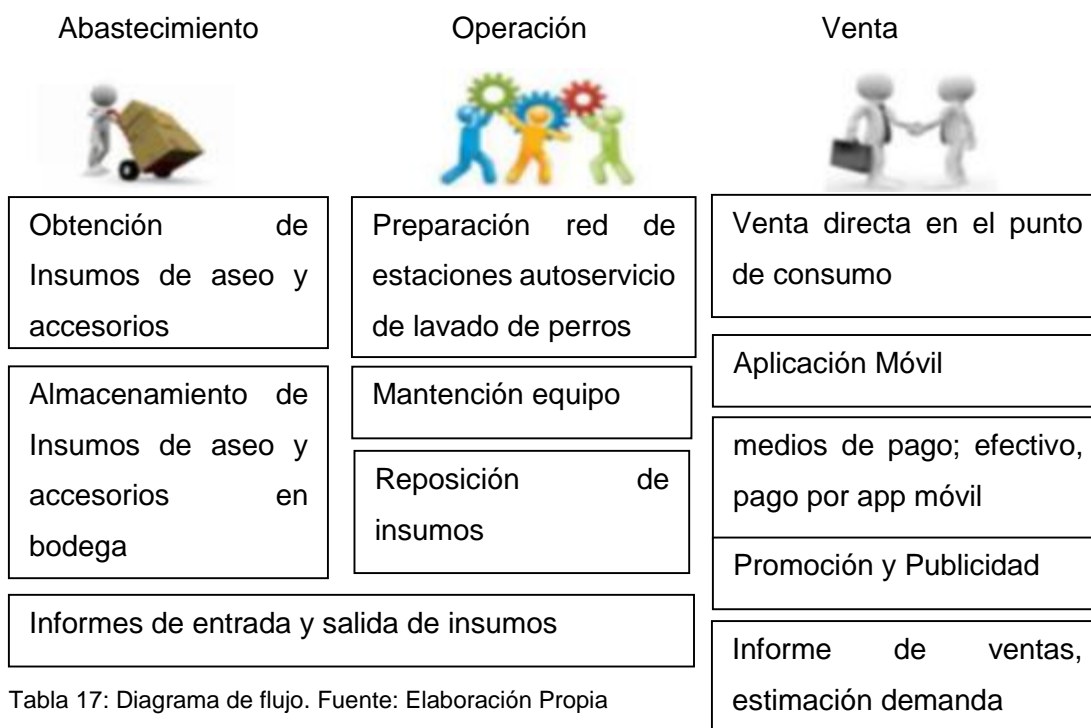 Abastecimiento
Operación
Venta
Obtención de
Insumos de aseo y
accesorios
Almacenamiento de
Insumos de aseo y
accesorios en
bodega
Preparación red de
estaciones autoservicio
de lavado de perros
Mantención equipo
Reposición de
insumos
Informes de entrada y salida de insumos
Venta directa en el punto
de consumo
Aplicación Móvil
medios de pago; efectivo,
pago por app móvil
Promoción y Publicidad
Informe de ventas,
estimación demanda
Tabla 17: Diagrama de flujo. Fuente: Elaboración Propia